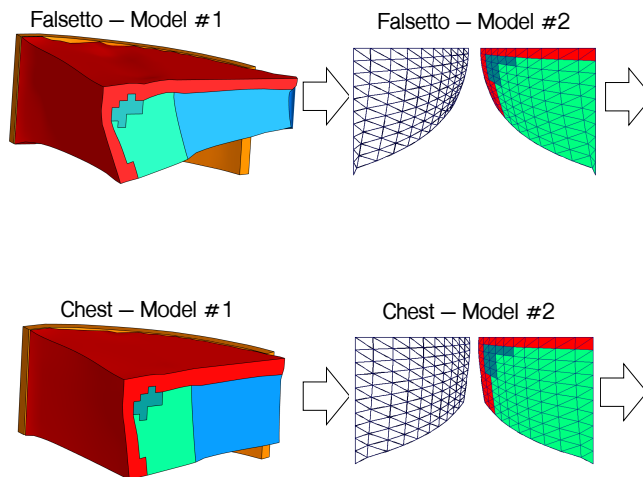 Falsetto – Model #1
Falsetto – Model #2
Chest – Model #1
Chest – Model #2